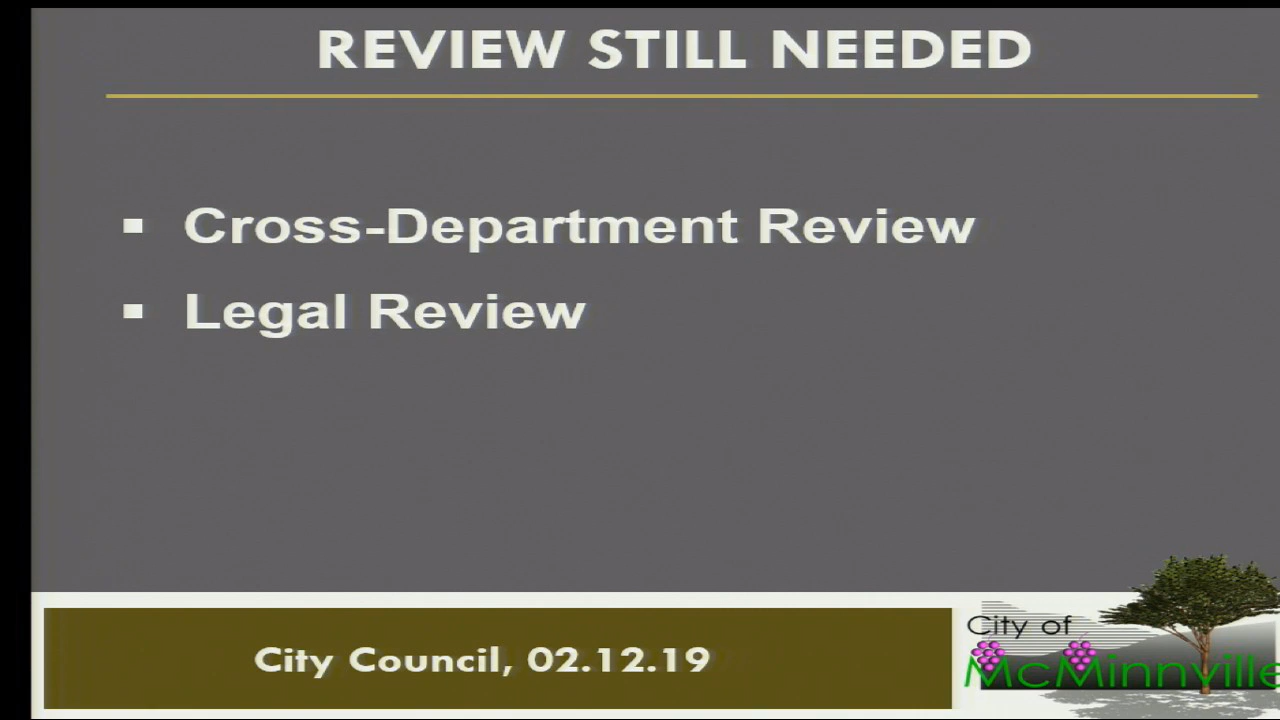 REVIEW STILL NEEDED
▪ Cross-Department Review
▪ Legal Review
City Council, 02.12.19
City of
McMinnville